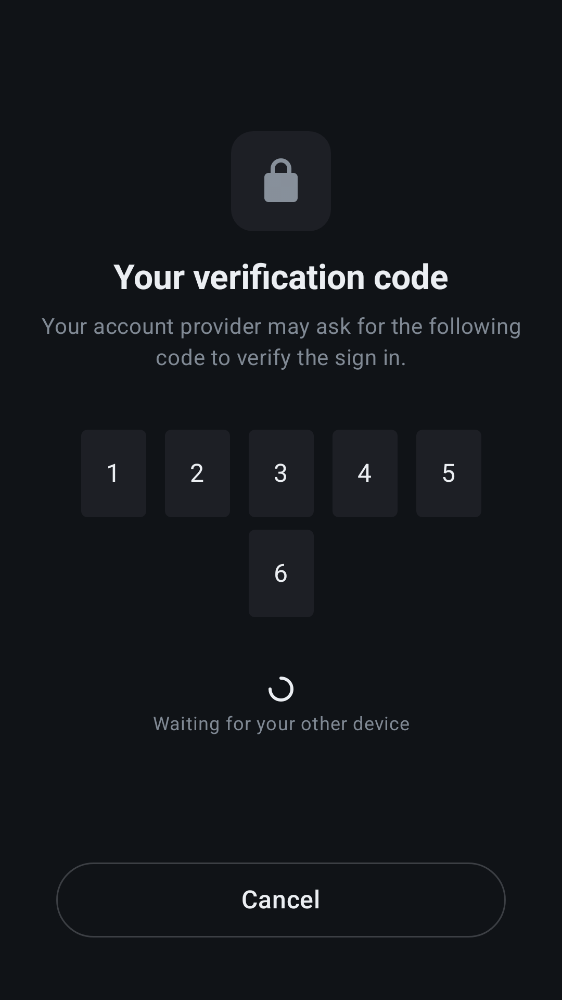 Your verification code
Your account provider may ask for the following
code to verify the sign in.
1 2 3 4 5
6
Waiting for your other device
Cancel